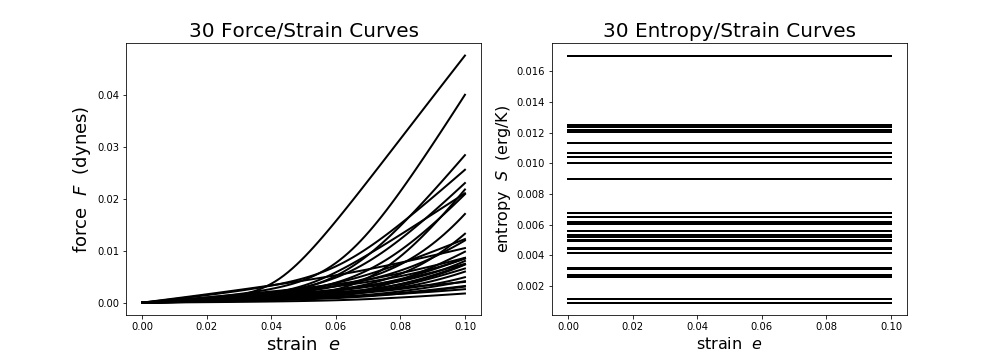 30 Force/Strain Curves
force F (dynes)
0.04
0.03
0.02
0.01
0.00
0.00 0.02 0.04 0.06 0.08 0.10
strain e
30 Entropy/Strain Curves
entropy S (erg/K)
0.016
0.014
0.012
0.010
0.008
0.006
0.004
0.002
0.00 0.02 0.04 0.06 0.08 0.10
strain e